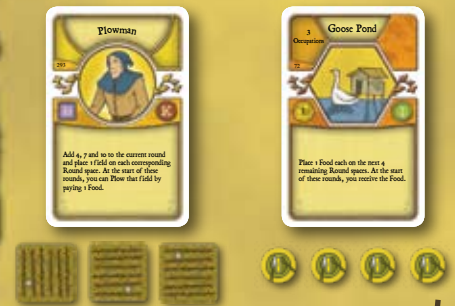 Plowman
293
Add 4, 7 and 10 to the current round
and place 1 field on each corresponding
Round space. At the start of these
rounds, you can Plow that field by
paying 1 Food.
3
Occupations
Goose Pond
72
Place 1 Food each on the next 4
remaining Round spaces. At the start
of these rounds, you receive the Food.